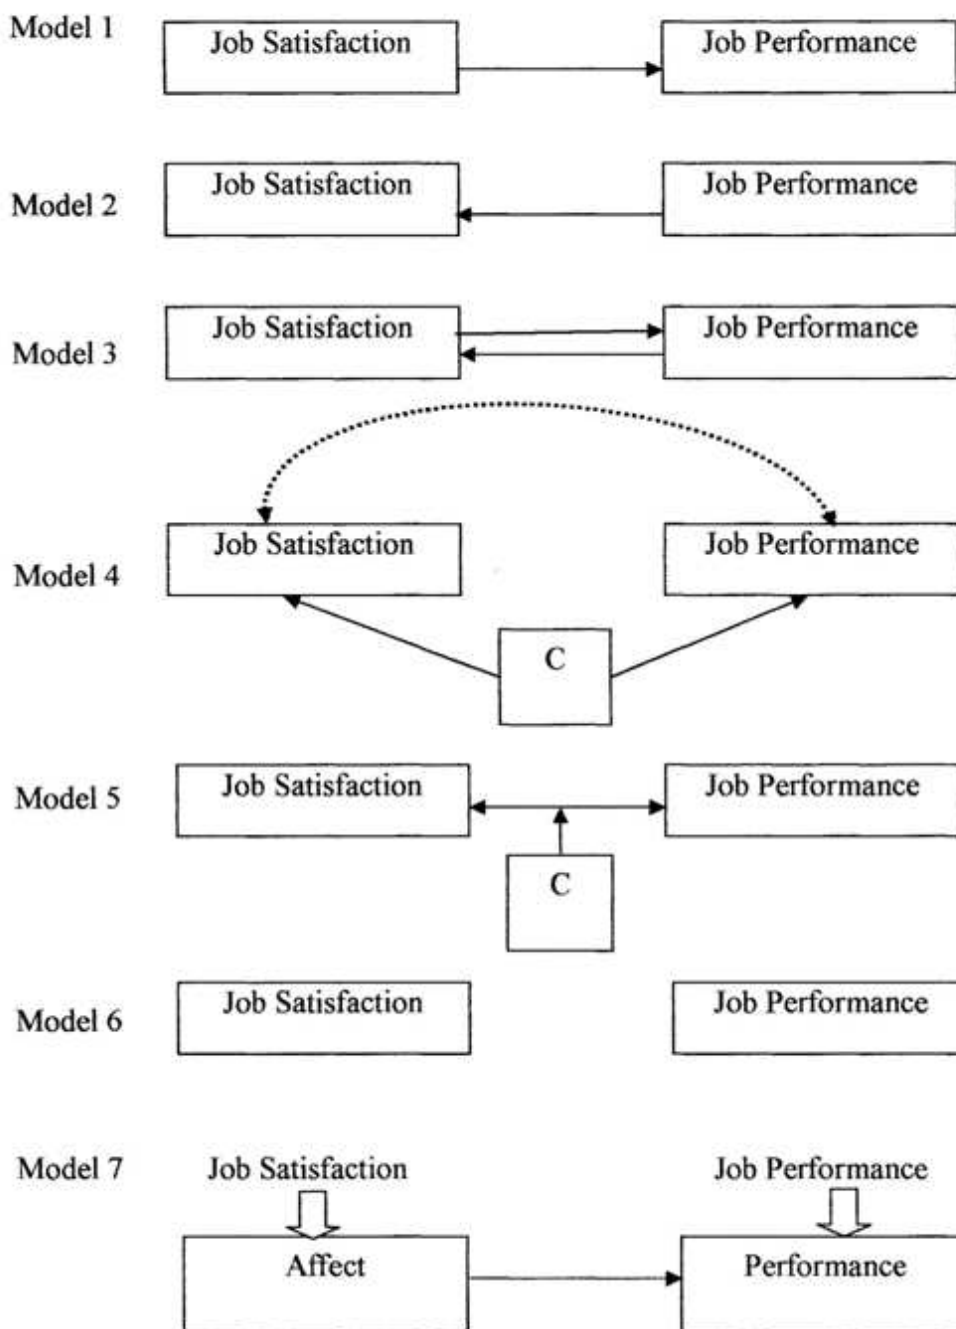 Model 1
Job Satisfaction
Job Performance
Model 2
Job Satisfaction
Job Performance
Model 3
Job Satisfaction
Job Performance
Model 4
Job Satisfaction
Job Performance
C
Model 5
Job Satisfaction
Job Performance
C
Model 6
Job Satisfaction
Job Performance
Model 7
Job Satisfaction
Job Performance
Affect
Performance